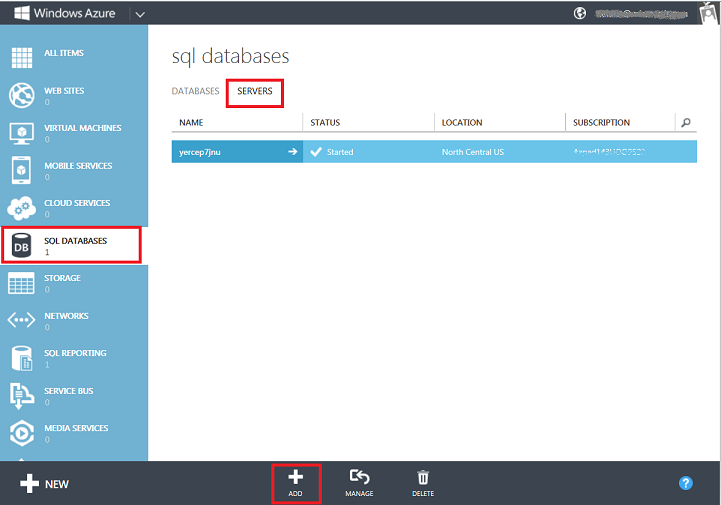 Windows Azure
ALL ITEMS
WEB SITES
0
VIRTUAL MACHINES
0
MOBILE SERVICES
0
CLOUD SERVICES
0
DB
SQL DATABASES
1
STORAGE
0
NETWORKS
0
SQL REPORTING
1
SERVICE BUS
0
MEDIA SERVICES
0
sql databases
DATABASES SERVERS
NAME STATUS LOCATION SUBSCRIPTION
yercep7jnu Started North Central US
NEW
ADD MANAGE DELETE
?